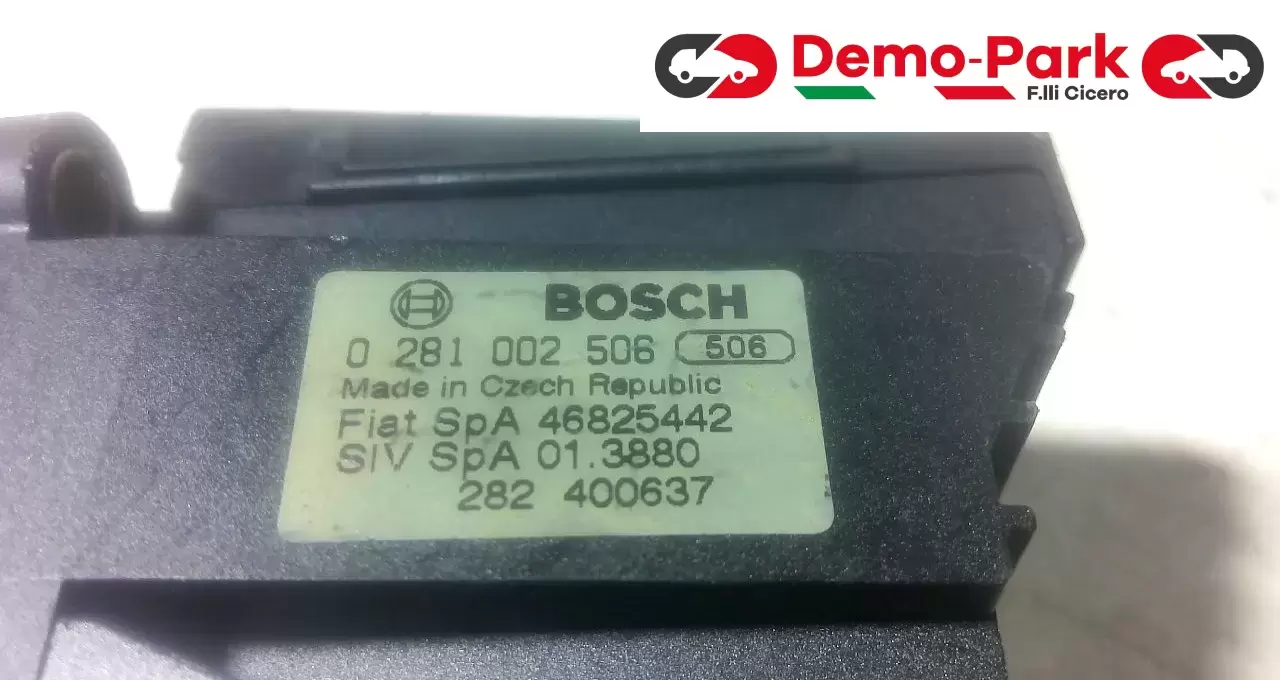 Demo-Park
F.lli Cicero
BOSCH
0 281 002 506 506
Made in Czech Republic
Fiat SpA 46825442
SIV SpA 01.3880
282 400637